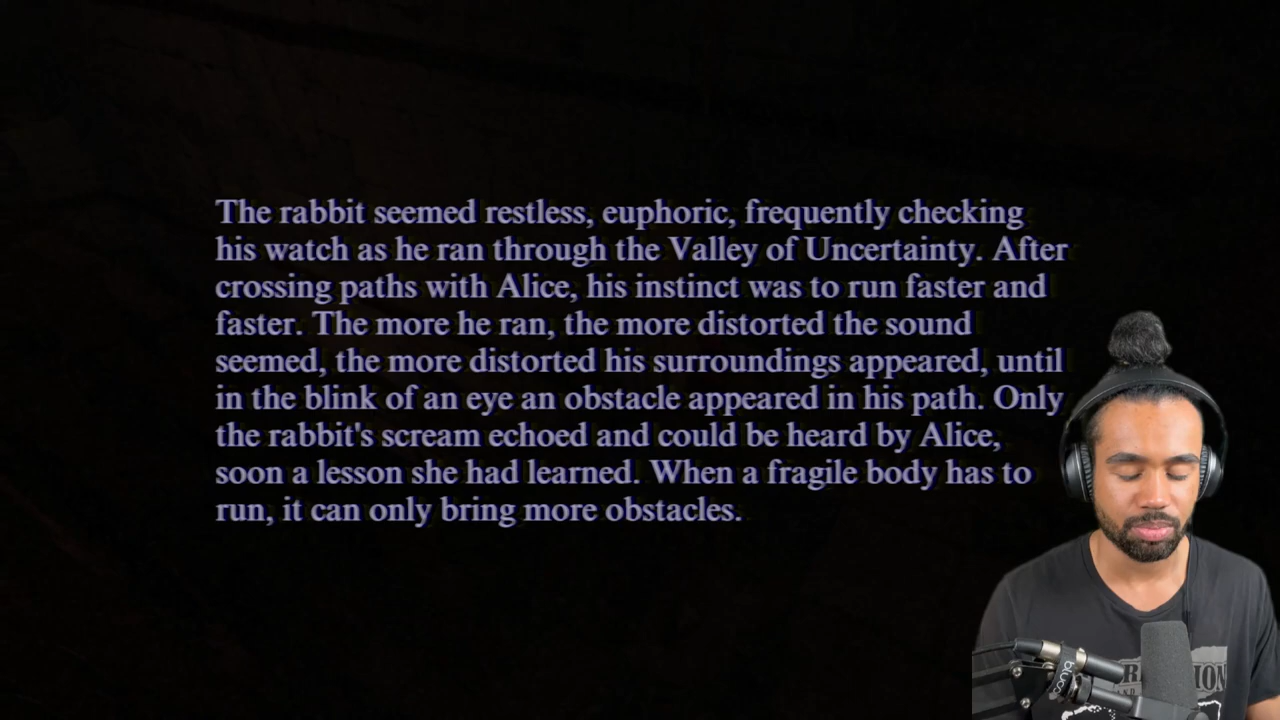 The rabbit seemed restless, euphoric, frequently checking
his watch as he ran through the Valley of Uncertainty. After
crossing paths with Alice, his instinct was to run faster and
faster. The more he ran, the more distorted the sound
seemed, the more distorted his surroundings appeared, until
in the blink of an eye an obstacle appeared in his path. Only
the rabbit's scream echoed and could be heard by Alice,
soon a lesson she had learned. When a fragile body has to
run, it can only bring more obstacles.
blue